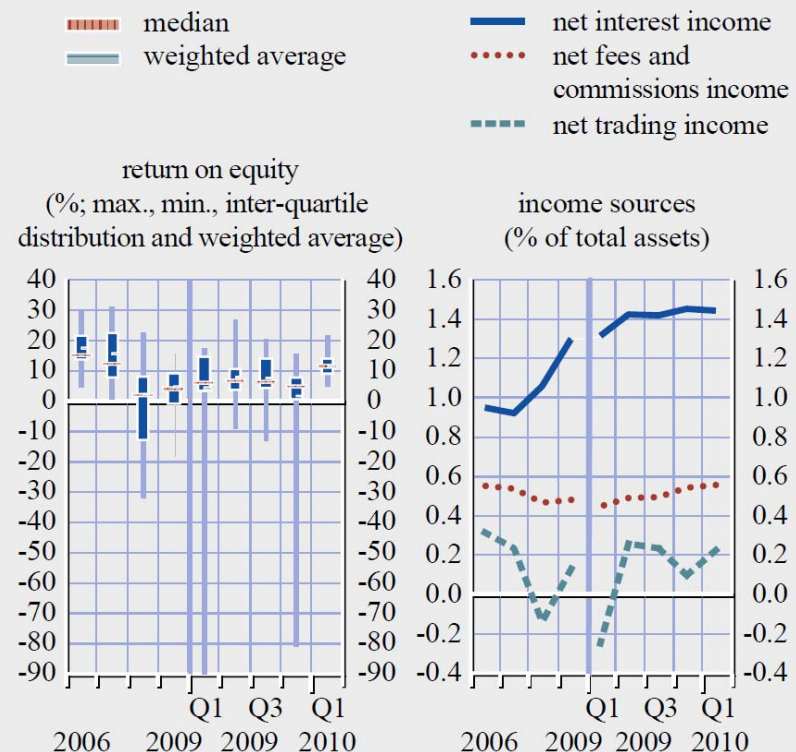 median
weighted average
net interest income
net fees and
commissions income
net trading income
return on equity
(%; max., min., inter-quartile
distribution and weighted average)
40 40
30 30
20 20
10 10
0 0
-10 -10
-20 -20
-30 -30
-40 -40
-50 -50
-60 -60
-70 -70
-80 -80
-90 -90
Q1 Q3 Q1
2006 2009 2009 2010
income sources
(% of total assets)
1.6 1.6
1.4 1.4
1.2 1.2
1.0 1.0
0.8 0.8
0.6 0.6
0.4 0.4
0.2 0.2
0.0 0.0
-0.2 -0.2
-0.4 -0.4
Q1 Q3 Q1
2006 2009 2009 2010